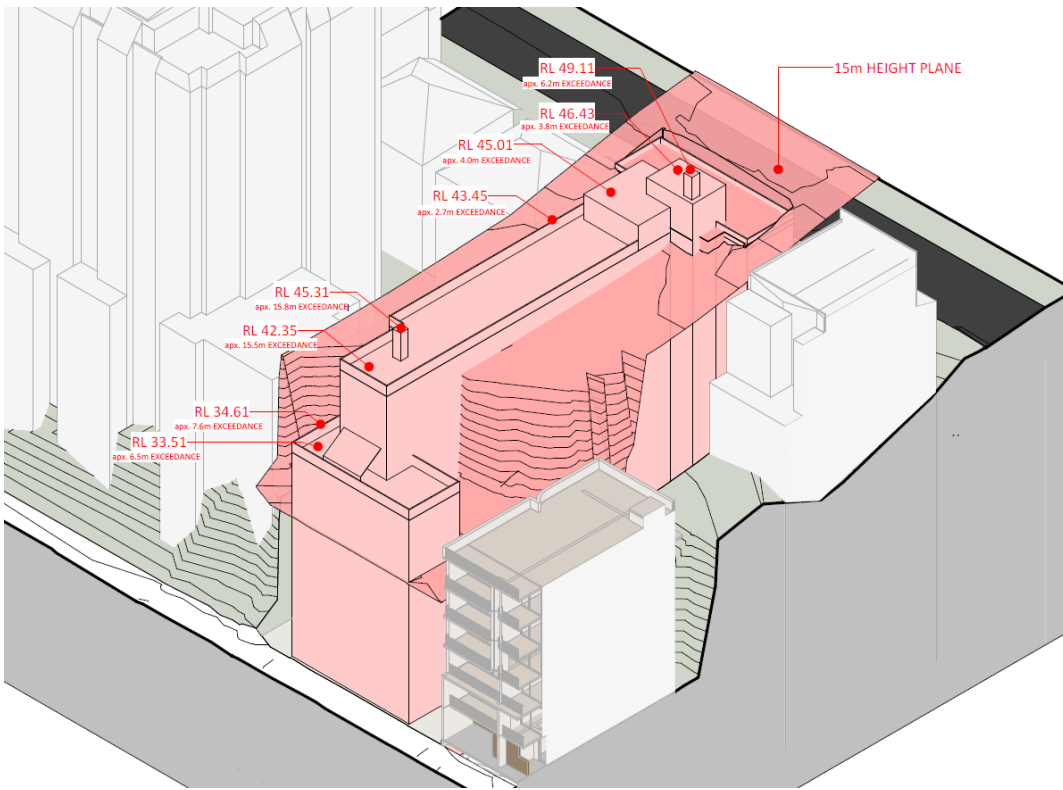 RL 49.11
apx. 6.2m EXCEEDANCE
15m HEIGHT PLANE
RL 46.43
apx. 3.8m EXCEEDANCE
RL 45.01
apx. 4.0m EXCEEDANCE
RL 43.45
apx. 2.7m EXCEEDANCE
RL 45.31
apx. 15.8m EXCEEDANCE
RL 42.35
apx. 15.5m EXCEEDANCE
RL 34.61
apx. 7.6m EXCEEDANCE
RL 33.51
apx. 6.5m EXCEEDANCE